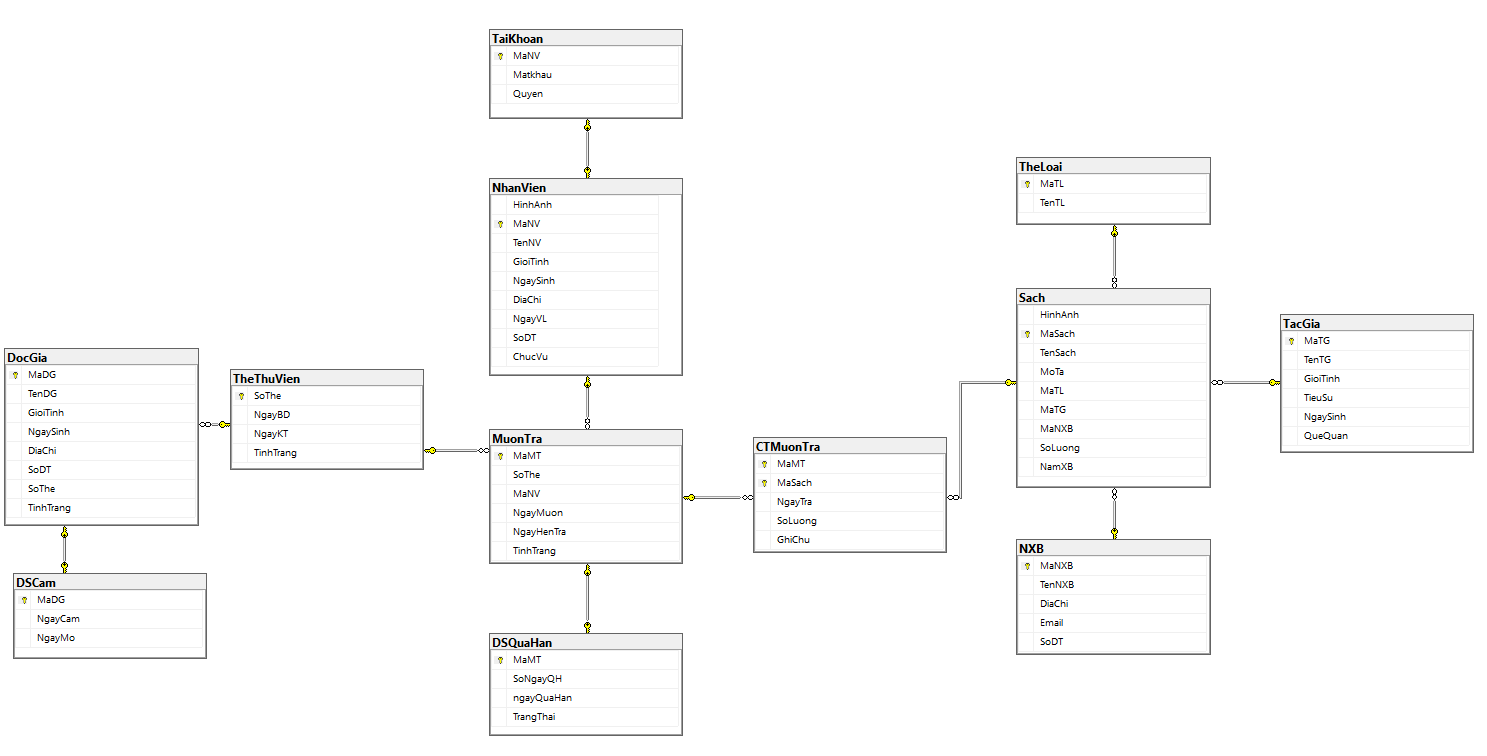 TaiKhoan
MaNV
Matkhau
Quyen
NhanVien
HinhAnh
MaNV
TenNV
GioiTinh
NgaySinh
DiaChi
NgayVL
SoDT
ChucVu
DocGia
MaDG
TenDG
GioiTinh
NgaySinh
DiaChi
SoDT
SoThe
TinhTrang
TheThuVien
SoThe
NgayBD
NgayKT
TinhTrang
MuonTra
MaMT
SoThe
MaNV
NgayMuon
NgayHenTra
TinhTrang
CTMuonTra
MaMT
MaSach
NgayTra
SoLuong
GhiChu
TheLoai
MaTL
TenTL
Sach
HinhAnh
MaSach
TenSach
MoTa
MaTL
MaTG
MaNXB
SoLuong
NamXB
TacGia
MaTG
TenTG
GioiTinh
TieuSu
NgaySinh
QueQuan
DSCam
MaDG
NgayCam
NgayMo
DSQuaHan
MaMT
SoNgayQH
ngayQuaHan
TrangThai
NXB
MaNXB
TenNXB
DiaChi
Email
SoDT